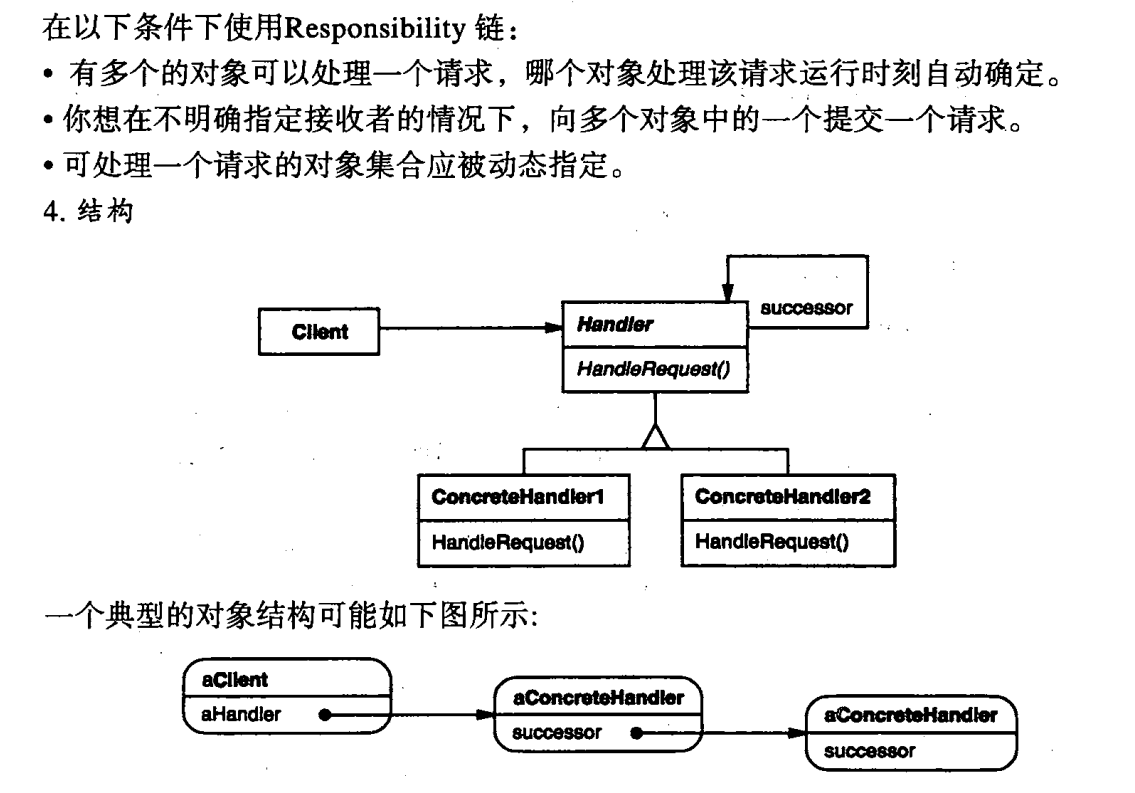 在以下条件下使用Responsibility 链：
• 有多个的对象可以处理一个请求，哪个对象处理该请求运行时刻自动确定。
• 你想在不明确指定接收者的情况下，向多个对象中的一个提交一个请求。
• 可处理一个请求的对象集合应被动态指定。
4. 结构
Client
Handler
successor
HandleRequest()
ConcreteHandler1
ConcreteHandler2
HandleRequest()
HandleRequest()
一个典型的对象结构可能如下图所示:
aClient
aHandler
aConcreteHandler
successor
aConcreteHandler
successor